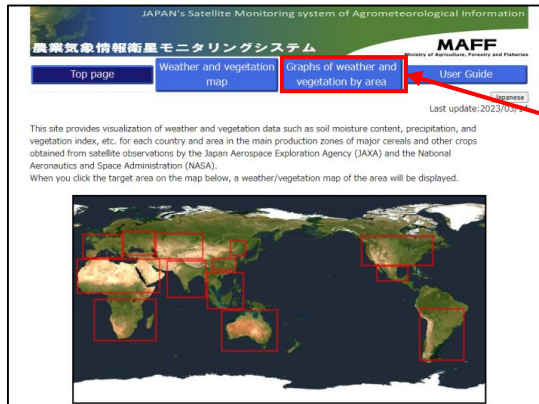 JAPAN's Satellite Monitoring system of Agrometeorological Information
農業気象情報衛星モニタリングシステム
MAFF
Ministry of Agriculture, Forestry and Fisheries
Top page
Weather and vegetation
map
Graphs of weather and
vegetation by area
User Guide
Japanese
Last update:2023/03/14
This site provides visualization of weather and vegetation data such as soil moisture content, precipitation, and
vegetation index, etc. for each country and area in the main production zones of major cereals and other crops
obtained from satellite observations by the Japan Aerospace Exploration Agency (JAXA) and the National
Aeronautics and Space Administration (NASA).
When you click the target area on the map below, a weather/vegetation map of the area will be displayed.